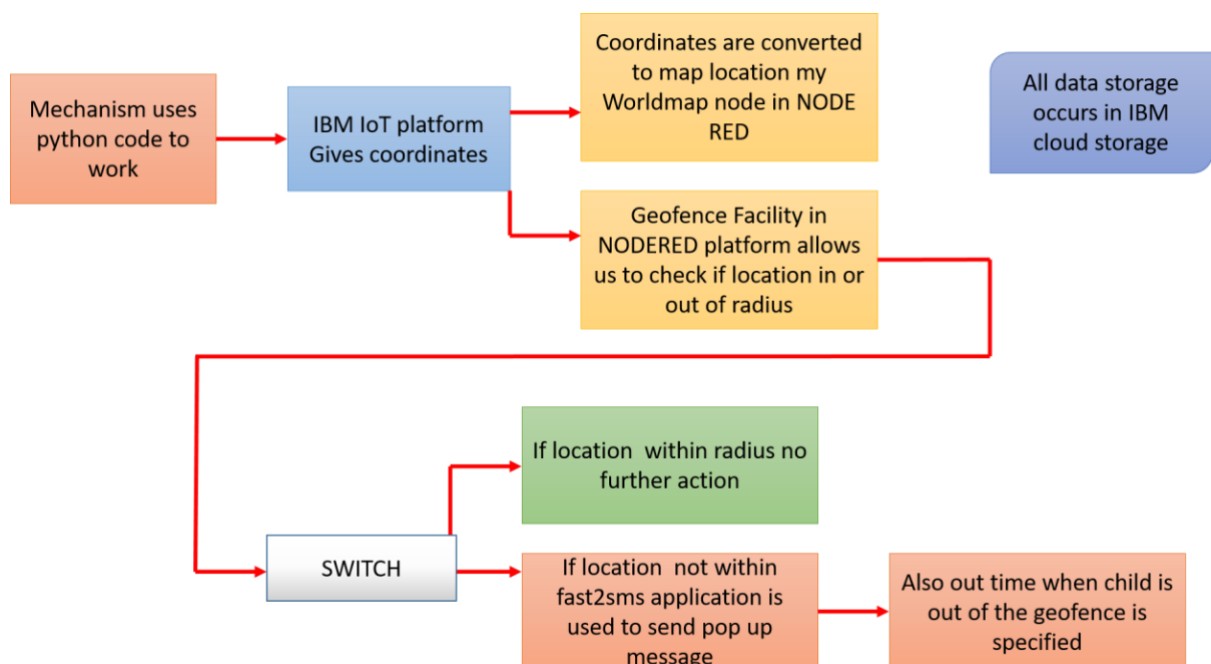 Mechanism uses
python code to
work
IBM IoT platform
Gives coordinates
Coordinates are converted
to map location my
Worldmap node in NODE
RED
All data storage
occurs in IBM
cloud storage
Geofence Facility in
NODERED platform allows
us to check if location in or
out of radius
SWITCH
If location  within radius no
further action
If location  not within
fast2sms application is
used to send pop up
message
Also out time when child is
out of the geofence is
specified